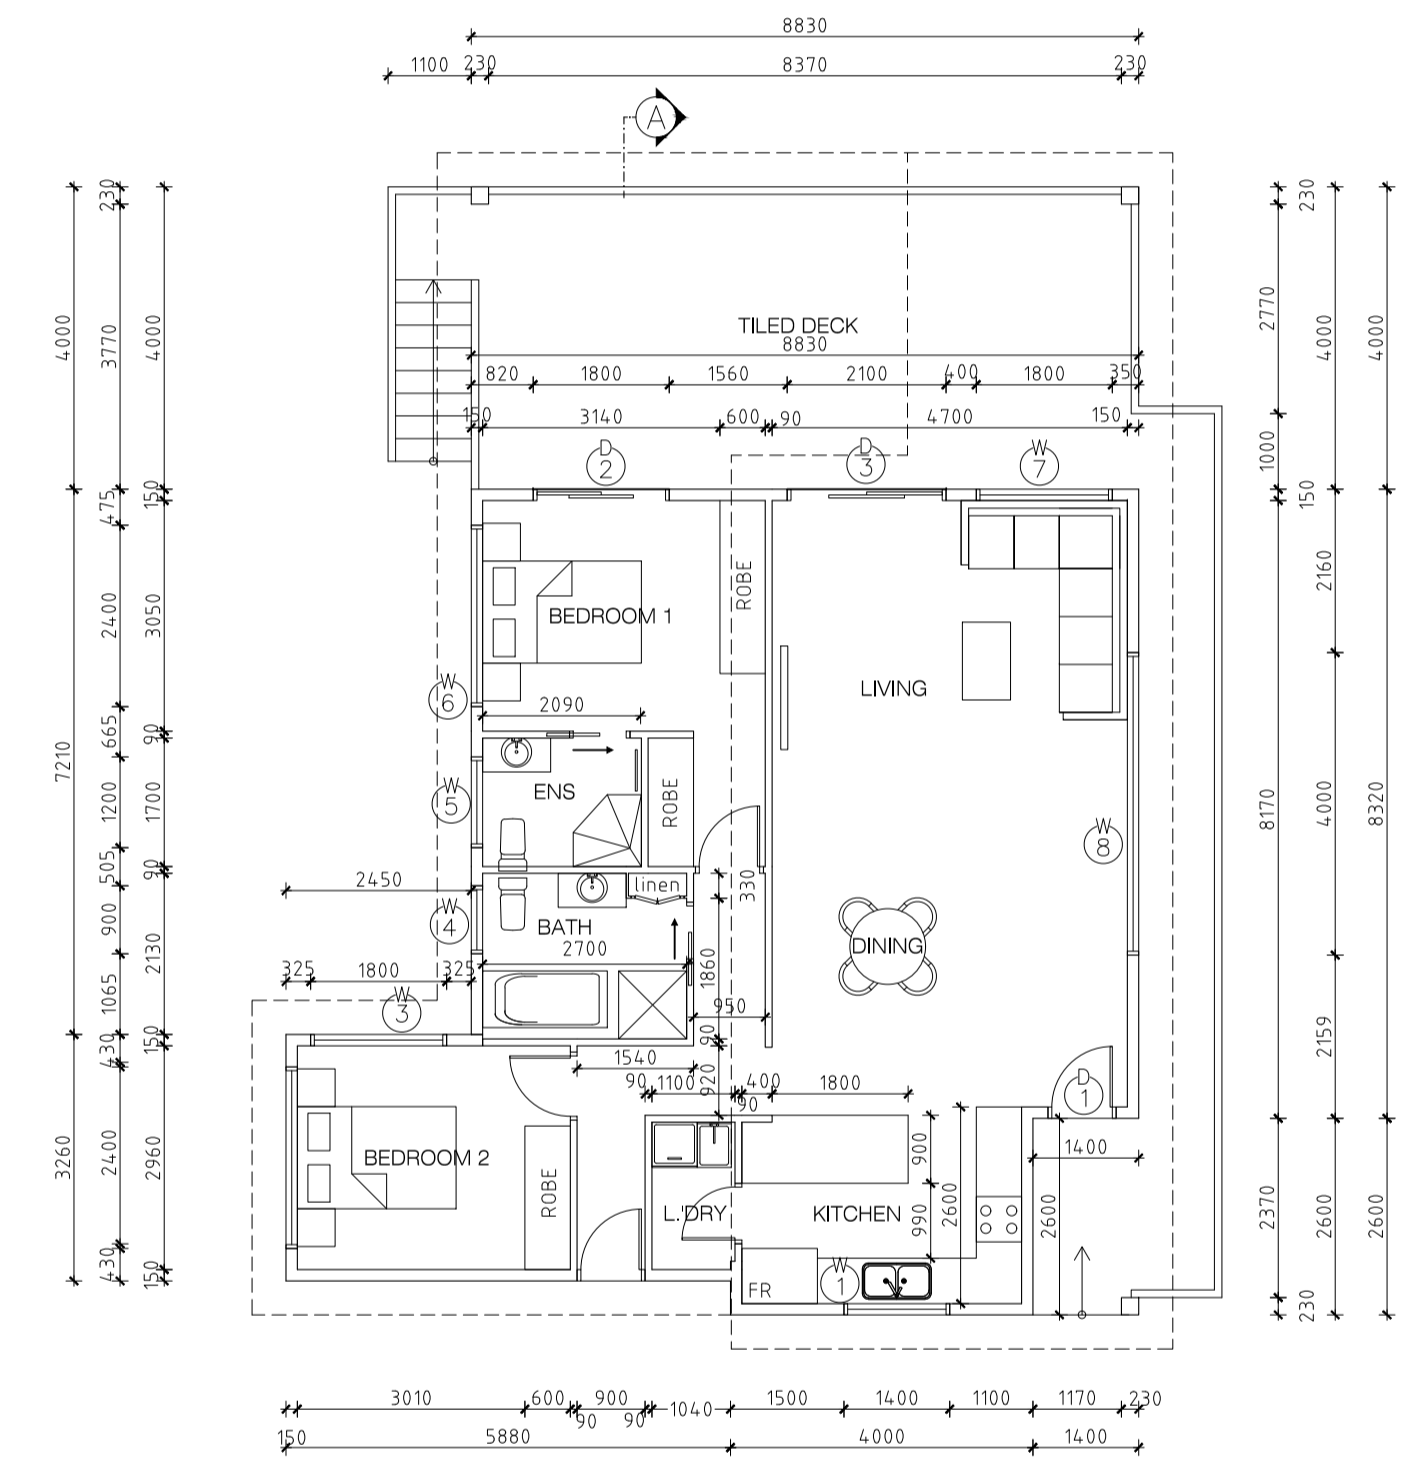 8830
1100 230 8370 230
A
TILED DECK
8830
820 1800 1560 2100 400 1800 350
150 3140 600 90 4700 150
D 2
D 3
W 7
4000
7210
3260
230
3770
475
2400
665
1200
505
900
1065
430
2400
430
4000
150
3050
90
1700
90
2130
150
2960
150
BEDROOM 1
ROBE
LIVING
W 6
2090
W 5
ENS
ROBE
W 8
2450
linen
330
W 4
BATH
2700
DINING
1860
325 1800 325
W 3
950
90
1540
920
90 1100 90 400 1800
D 1
BEDROOM 2
ROBE
L.'DRY
KITCHEN
900
990
2600
2600
1400
FR
W 1
230
2770
1000
150
8170
2370
230
4000
2160
4000
2159
2600
4000
8320
2600
150 3010 600 90 900 90 1040 1500 1400 1100 1170 230
5880 4000 1400